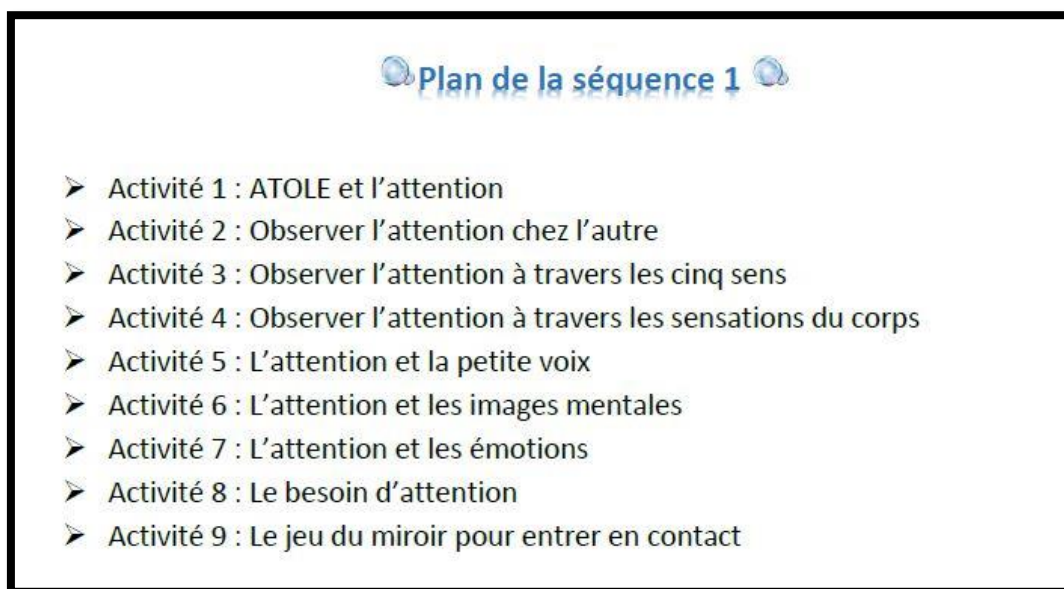 Plan de la séquence 1
➤ Activité 1 : ATOLE et l’attention
➤ Activité 2 : Observer l’attention chez l’autre
➤ Activité 3 : Observer l’attention à travers les cinq sens
➤ Activité 4 : Observer l’attention à travers les sensations du corps
➤ Activité 5 : L’attention et la petite voix
➤ Activité 6 : L’attention et les images mentales
➤ Activité 7 : L’attention et les émotions
➤ Activité 8 : Le besoin d’attention
➤ Activité 9 : Le jeu du miroir pour entrer en contact